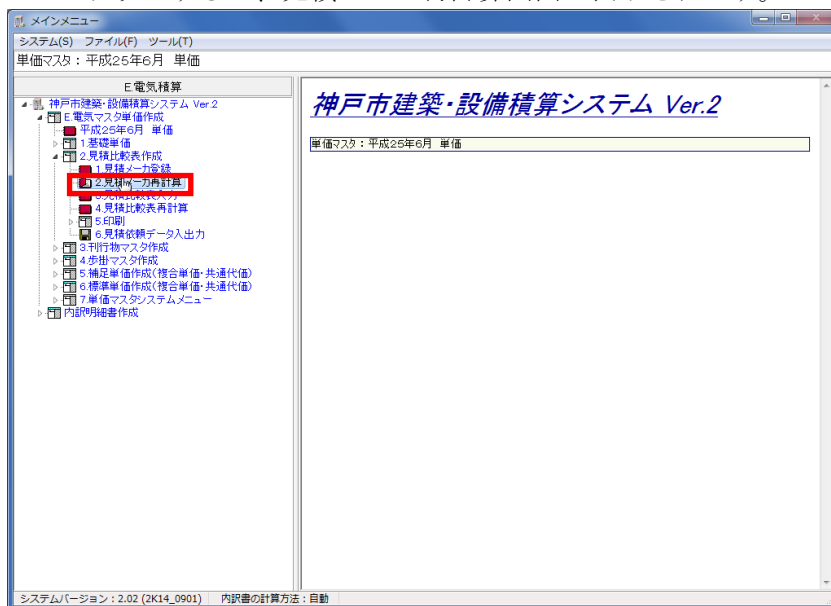 メインメニュー
システム(S) ファイル(F) ツール(T)
単価マスタ：平成25年6月 単価
E.電気積算
神戸市建築・設備積算システム Ver.2
E.電気マスタ単価作成
平成25年6月 単価
1.基礎単価
2.見積比較表作成
1.見積メーカ登録
2.見積メーカ再計算
3.見積比較表入力
4.見積比較表再計算
5.印刷
6.見積依頼データ入出力
3.刊行物マスタ作成
4.歩掛マスタ作成
5.補足単価作成(複合単価・共通代価)
6.標準単価作成(複合単価・共通代価)
7.単価マスタシステムメニュー
内訳明細書作成
神戸市建築・設備積算システム Ver.2
単価マスタ：平成25年6月 単価
システムバージョン：2.02 (2K14_0901) 内訳書の計算方法：自動